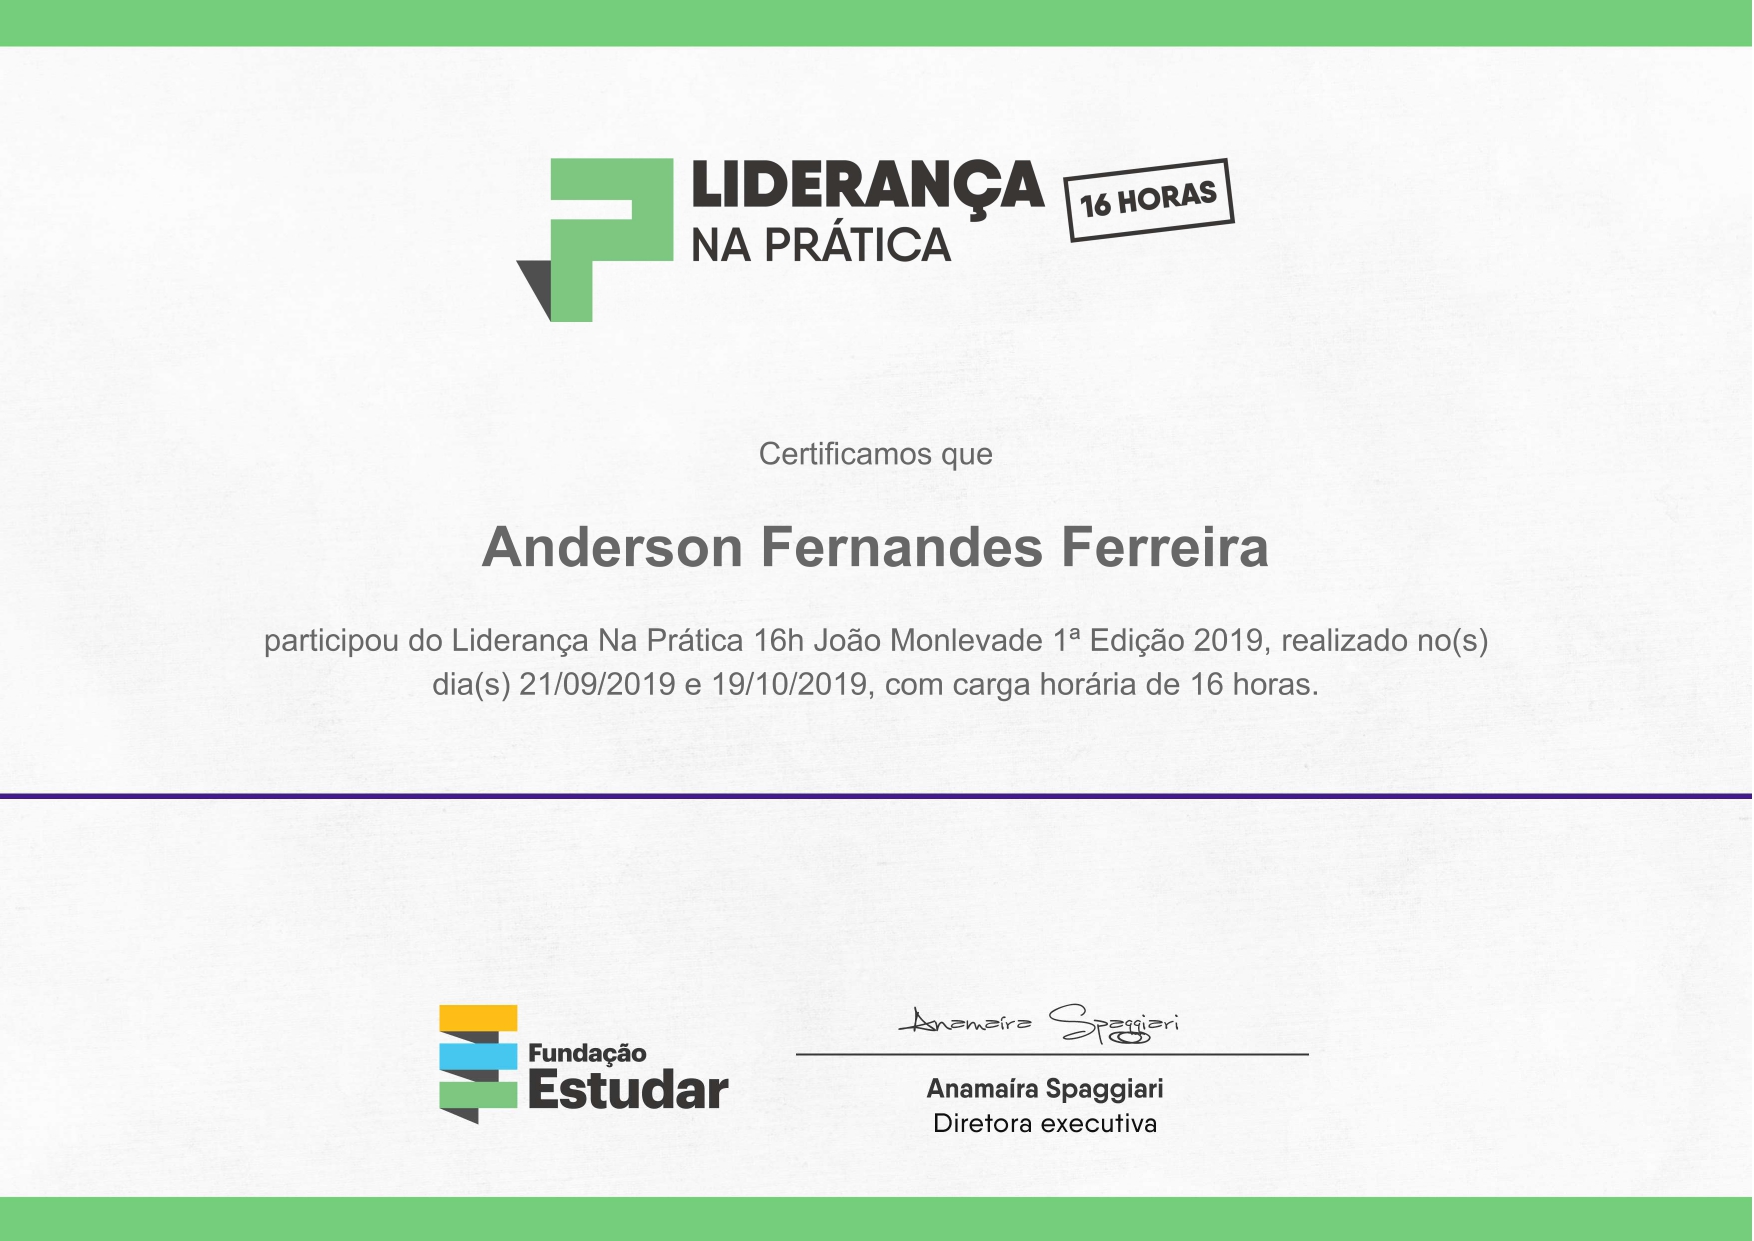 LIDERANÇA
NA PRÁTICA
16 HORAS
Certificamos que
Anderson Fernandes Ferreira
participou do Liderança Na Prática 16h João Monlevade 1ª Edição 2019, realizado no(s)
dia(s) 21/09/2019 e 19/10/2019, com carga horária de 16 horas.
Fundação
Estudar
Anamaíra Spaggiari
Anamaíra Spaggiari
Diretora executiva